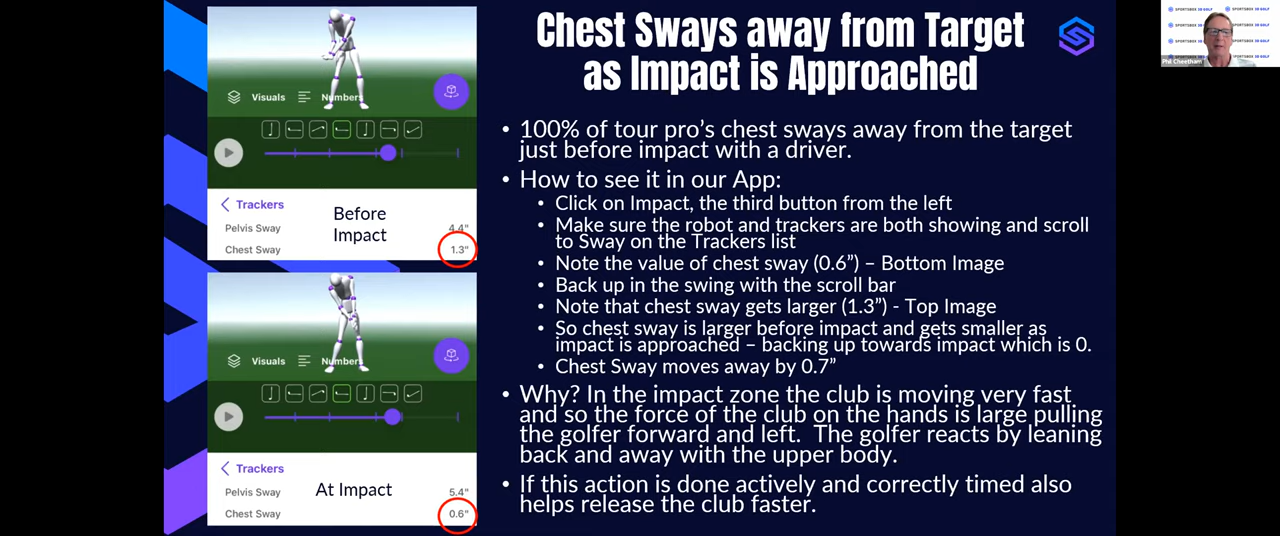 Chest Sways away from Target
as Impact is Approached
• 100% of tour pro's chest sways away from the target
just before impact with a driver.
• How to see it in our App:
• Click on Impact, the third button from the left
• Make sure the robot and trackers are both showing and scroll
to Sway on the Trackers list
• Note the value of chest sway (0.6”) – Bottom Image
• Back up in the swing with the scroll bar
• Note that chest sway gets larger (1.3”) - Top Image
• So chest sway is larger before impact and gets smaller as
impact is approached – backing up towards impact which is 0.
• Chest Sway moves away by 0.7”
• Why? In the impact zone the club is moving very fast
and so the force of the club on the hands is large pulling
the golfer forward and left.  The golfer reacts by leaning
back and away with the upper body.
• If this action is done actively and correctly timed also
helps release the club faster.
Visuals Numbers
Trackers
Before
Impact
Pelvis Sway 4.4"
Chest Sway 1.3"
Visuals Numbers
Trackers
At Impact
Pelvis Sway 5.4"
Chest Sway 0.6"
SPORTSBOX 3D GOLF SPORTSBOX 3D GOLF
Phil Cheetham